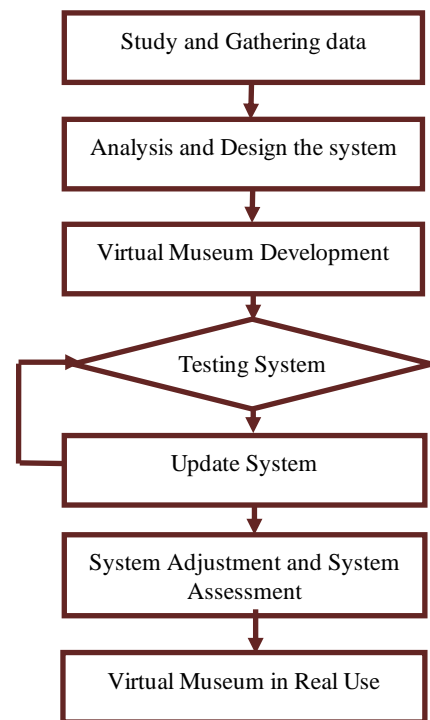 Study and Gathering data
Analysis and Design the system
Virtual Museum Development
Testing System
Update System
System Adjustment and System
Assessment
Virtual Museum in Real Use